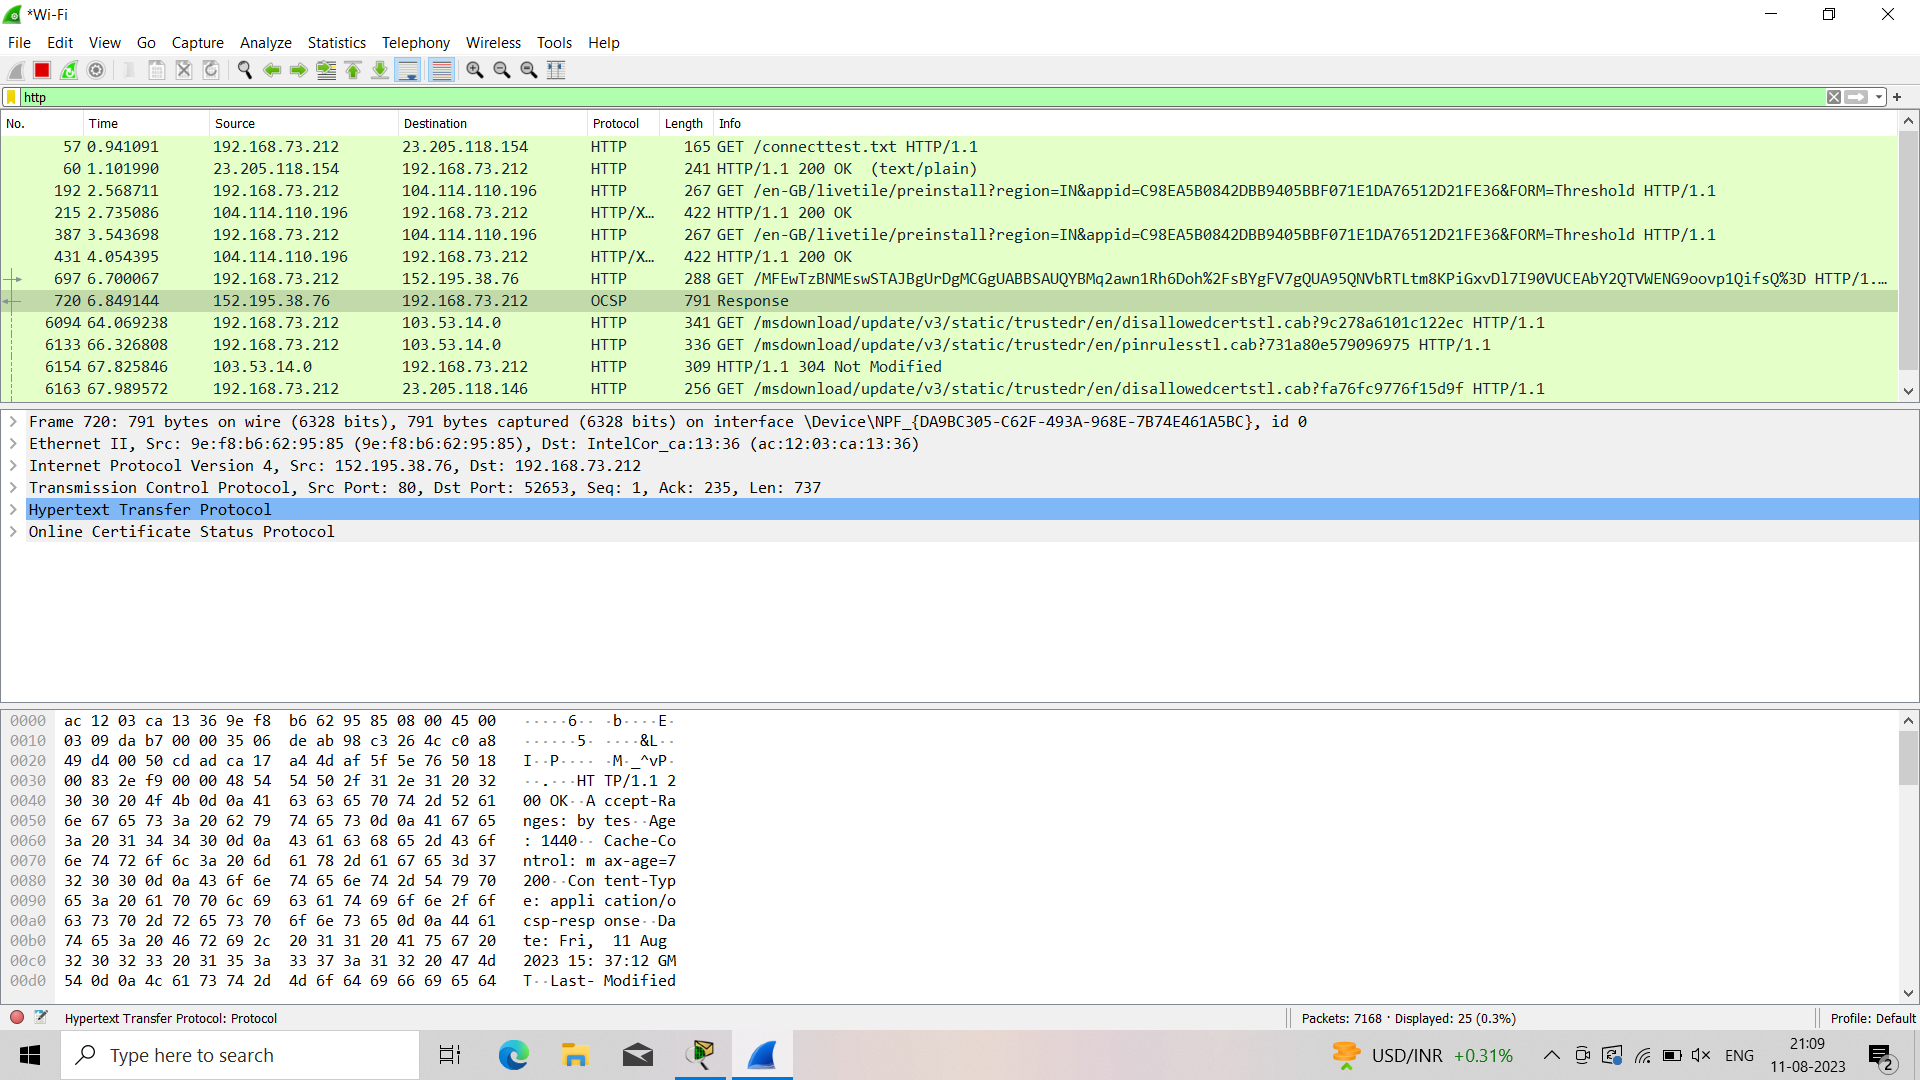 *Wi-Fi
File Edit View Go Capture Analyze Statistics Telephony Wireless Tools Help
http
No. Time Source Destination Protocol Length Info
57 0.941091 192.168.73.212 23.205.118.154 HTTP 165 GET /connecttest.txt HTTP/1.1
60 1.101990 23.205.118.154 192.168.73.212 HTTP 241 HTTP/1.1 200 OK (text/plain)
192 2.568711 192.168.73.212 104.114.110.196 HTTP 267 GET /en-GB/livetile/preinstall?region=IN&appid=C98EA5B0842DBB9405BBF071E1DA76512D21FE36&FORM=Threshold HTTP/1.1
215 2.735086 104.114.110.196 192.168.73.212 HTTP/X… 422 HTTP/1.1 200 OK
387 3.543698 192.168.73.212 104.114.110.196 HTTP 267 GET /en-GB/livetile/preinstall?region=IN&appid=C98EA5B0842DBB9405BBF071E1DA76512D21FE36&FORM=Threshold HTTP/1.1
431 4.054395 104.114.110.196 192.168.73.212 HTTP/X… 422 HTTP/1.1 200 OK
697 6.700067 192.168.73.212 152.195.38.76 HTTP 288 GET /MFEwTzBNMEswSTAJBgUrDgMCGgUABBSAUQYBMq2awn1Rh6Doh%2FsBYgFV7gQUA95QNVbRTLtm8KPiGxvDl7I90VUCEAbY2QTVWENG9oovp1QifsQ%3D HTTP/1.…
720 6.849144 152.195.38.76 192.168.73.212 OCSP 791 Response
6094 64.069238 192.168.73.212 103.53.14.0 HTTP 341 GET /msdownload/update/v3/static/trustedr/en/disallowedcertstl.cab?9c278a6101c122ec HTTP/1.1
6133 66.326808 192.168.73.212 103.53.14.0 HTTP 336 GET /msdownload/update/v3/static/trustedr/en/pinrulesstl.cab?731a80e579096975 HTTP/1.1
6154 67.825846 103.53.14.0 192.168.73.212 HTTP 309 HTTP/1.1 304 Not Modified
6163 67.989572 192.168.73.212 23.205.118.146 HTTP 256 GET /msdownload/update/v3/static/trustedr/en/disallowedcertstl.cab?fa76fc9776f15d9f HTTP/1.1
Frame 720: 791 bytes on wire (6328 bits), 791 bytes captured (6328 bits) on interface \Device\NPF_{DA9BC305-C62F-493A-968E-7B74E461A5BC}, id 0
Ethernet II, Src: 9e:f8:b6:62:95:85 (9e:f8:b6:62:95:85), Dst: IntelCor_ca:13:36 (ac:12:03:ca:13:36)
Internet Protocol Version 4, Src: 152.195.38.76, Dst: 192.168.73.212
Transmission Control Protocol, Src Port: 80, Dst Port: 52653, Seq: 1, Ack: 235, Len: 737
Hypertext Transfer Protocol
Online Certificate Status Protocol
0000 ac 12 03 ca 13 36 9e f8 b6 62 95 85 08 00 45 00 ·····6·· ·b····E·
0010 03 09 da b7 00 00 35 06 de ab 98 c3 26 4c c0 a8 ······5· ····&L··
0020 49 d4 00 50 cd ad ca 17 a4 4d af 5f 5e 76 50 18 I··P···· ·M·_^vP·
0030 00 83 2e f9 00 00 48 54 54 50 2f 31 2e 31 20 32 ··.···HT TP/1.1 2
0040 30 30 20 4f 4b 0d 0a 41 63 63 65 70 74 2d 52 61 00 OK··A ccept-Ra
0050 6e 67 65 73 3a 20 62 79 74 65 73 0d 0a 41 67 65 nges: by tes··Age
0060 3a 20 31 34 34 30 0d 0a 43 61 63 68 65 2d 43 6f : 1440·· Cache-Co
0070 6e 74 72 6f 6c 3a 20 6d 61 78 2d 61 67 65 3d 37 ntrol: m ax-age=7
0080 32 30 30 0d 0a 43 6f 6e 74 65 6e 74 2d 54 79 70 200··Con tent-Typ
0090 65 3a 20 61 70 70 6c 69 63 61 74 69 6f 6e 2f 6f e: appli cation/o
00a0 63 73 70 2d 72 65 73 70 6f 6e 73 65 0d 0a 44 61 csp-resp onse··Da
00b0 74 65 3a 20 46 72 69 2c 20 31 31 20 41 75 67 20 te: Fri, 11 Aug
00c0 32 30 32 33 20 31 35 3a 33 37 3a 31 32 20 47 4d 2023 15: 37:12 GM
00d0 54 0d 0a 4c 61 73 74 2d 4d 6f 64 69 66 69 65 64 T··Last- Modified
Hypertext Transfer Protocol: Protocol
Packets: 7168 · Displayed: 25 (0.3%)
Profile: Default
Type here to search
USD/INR +0.31%
ENG
21:09
11-08-2023
2